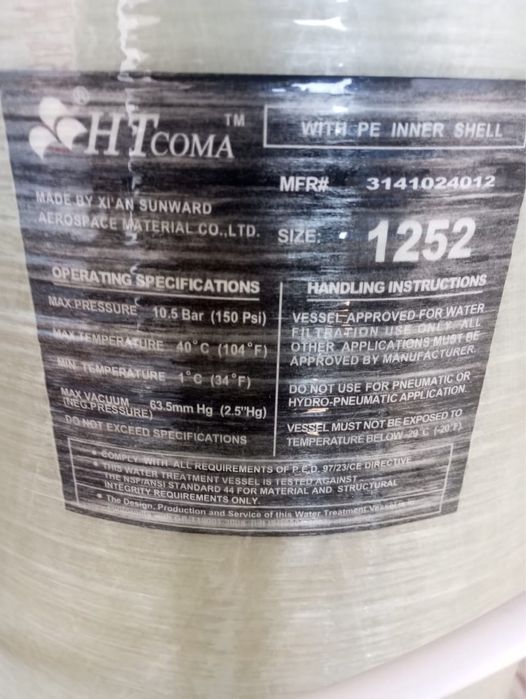 ® HTCOMA ™
WITH PE INNER SHELL
MFR# 3141024012
MADE BY XI'AN SUNWARD
AEROSPACE MATERIAL CO.,LTD.
SIZE: 1252
OPERATING SPECIFICATIONS
MAX.PRESSURE 10.5 Bar (150 Psi)
MAX TEMPERATURE 40°C (104°F)
MIN. TEMPERATURE 1°C (34°F)
MAX.VACUUM
(NEG.PRESSURE) 63.5mm Hg (2.5"Hg)
DO NOT EXCEED SPECIFICATIONS
HANDLING INSTRUCTIONS
VESSEL APPROVED FOR WATER
FILTRATION USE ONLY. ALL
OTHER APPLICATIONS MUST BE
APPROVED BY MANUFACTURER.
DO NOT USE FOR PNEUMATIC OR
HYDRO-PNEUMATIC APPLICATION.
VESSEL MUST NOT BE EXPOSED TO
TEMPERATURE BELOW -29°C (-20°F).
• COMPLY WITH ALL REQUIREMENTS OF P.E.D. 97/23/CE DIRECTIVE
• THIS WATER TREATMENT VESSEL IS TESTED AGAINST
THE NSP/ANSI STANDARD 44 FOR MATERIAL AND STRUCTURAL
INTEGRITY REQUIREMENTS ONLY.
• The Design, Production and Service of this Water Treatment Vessel